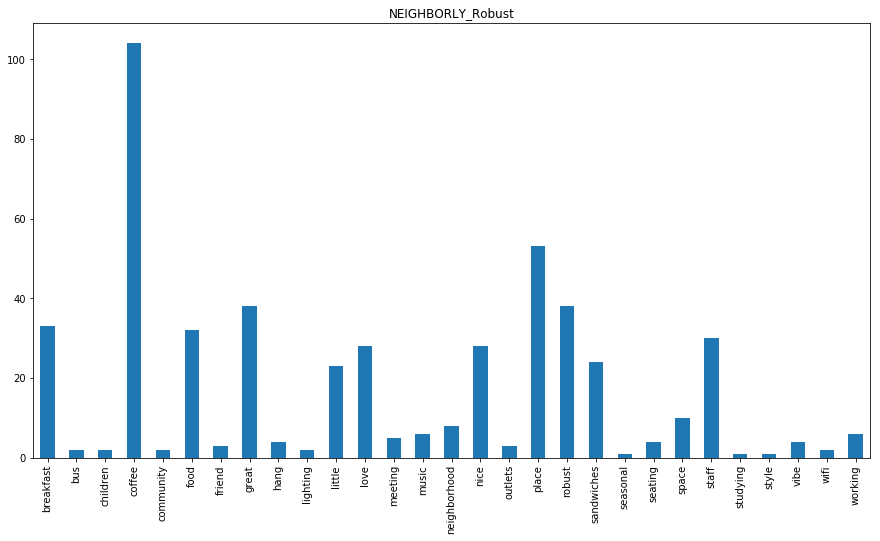 NEIGHBORLY_Robust
100
80
60
40
20
0
breakfast
bus
children
coffee
community
food
friend
great
hang
lighting
little
love
meeting
music
neighborhood
nice
outlets
place
robust
sandwiches
seasonal
seating
space
staff
studying
style
vibe
wifi
working